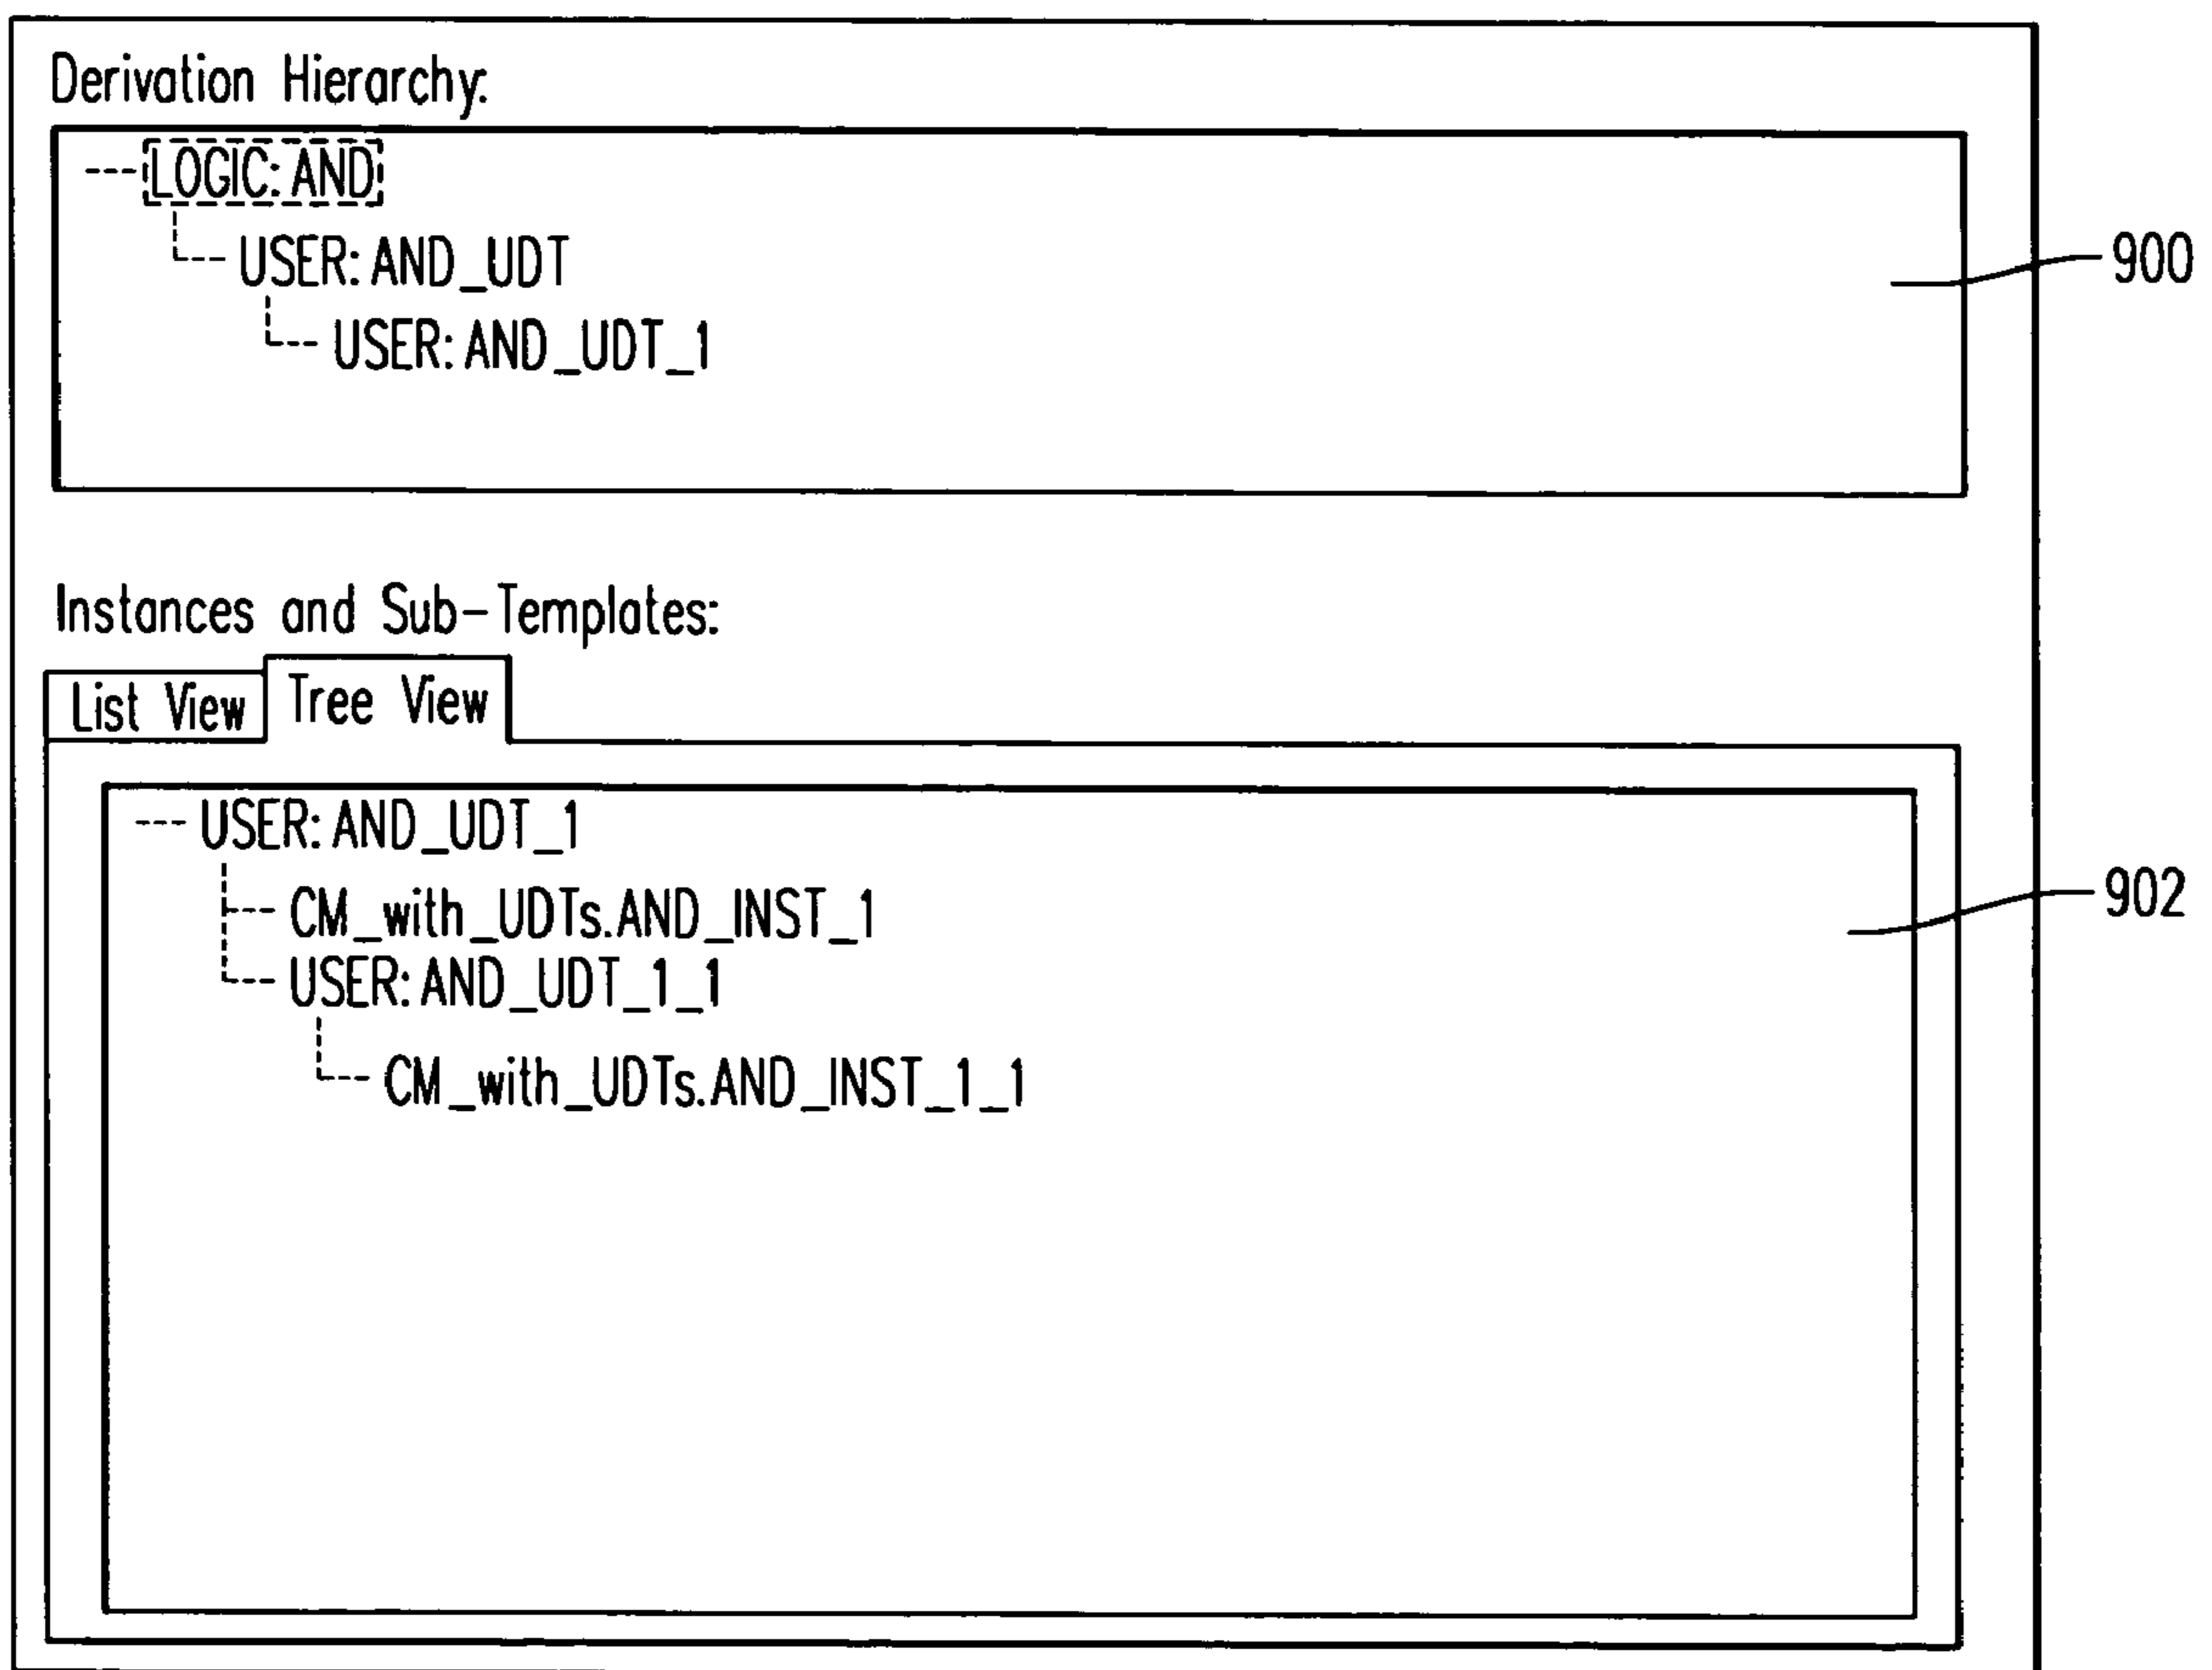 Derivation Hierarchy:
LOGIC: AND
USER: AND_UDT
900
USER: AND_UDT_1
Instances and Sub-Templates:
List View Tree View
USER: AND_UDT_1
CM_with_UDTs.AND_INST_1
902
USER: AND_UDT_1_1
CM_with_UDTs.AND_INST_1_1